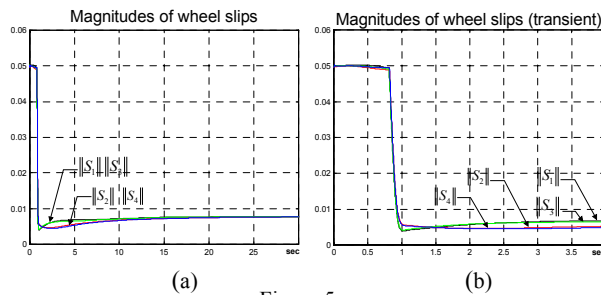 Magnitudes of wheel slips
0.06
0.05
0.04
0.03
0.02
0.01
0
‖S₁‖ ‖S₃‖
‖S₂‖ ‖S₄‖
0 5 10 15 20 25 sec
(a)
Magnitudes of wheel slips (transient)
0.06
0.05
0.04
0.03
0.02
0.01
0
‖S₄‖
‖S₂‖
‖S₁‖
‖S₃‖
0 0.5 1 1.5 2 2.5 3 3.5 sec
(b)